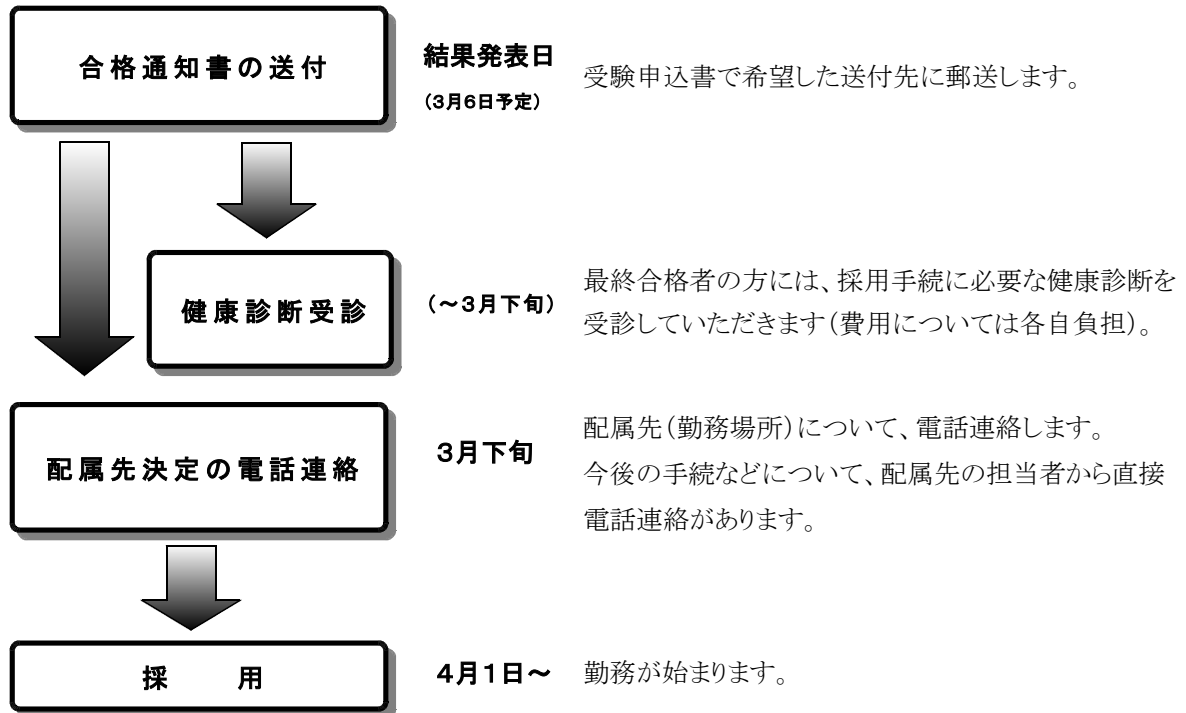 合格通知書の送付
結果発表日
(3月6日予定)
受験申込書で希望した送付先に郵送します。
健康診断受診
(～3月下旬)
最終合格者の方には、採用手続に必要な健康診断を
受診していただきます(費用については各自負担)。
配属先決定の電話連絡
3月下旬
配属先(勤務場所)について、電話連絡します。
今後の手続などについて、配属先の担当者から直接
電話連絡があります。
採　用
4月1日～
勤務が始まります。